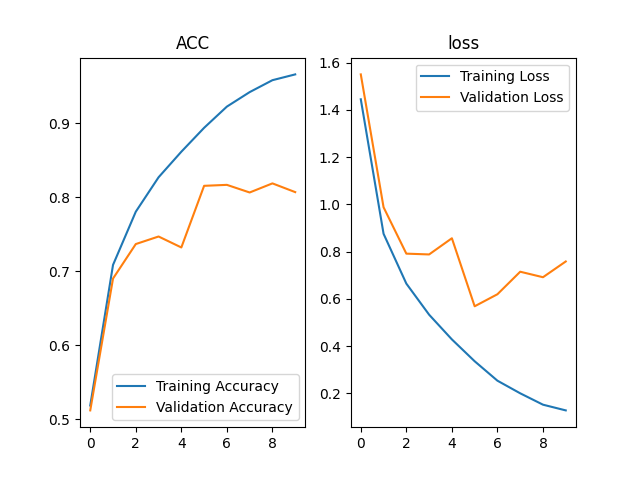 ACC
0.9
0.8
0.7
0.6
0.5
0 2 4 6 8
Training Accuracy
Validation Accuracy
loss
1.6
1.4
1.2
1.0
0.8
0.6
0.4
0.2
0 2 4 6 8
Training Loss
Validation Loss